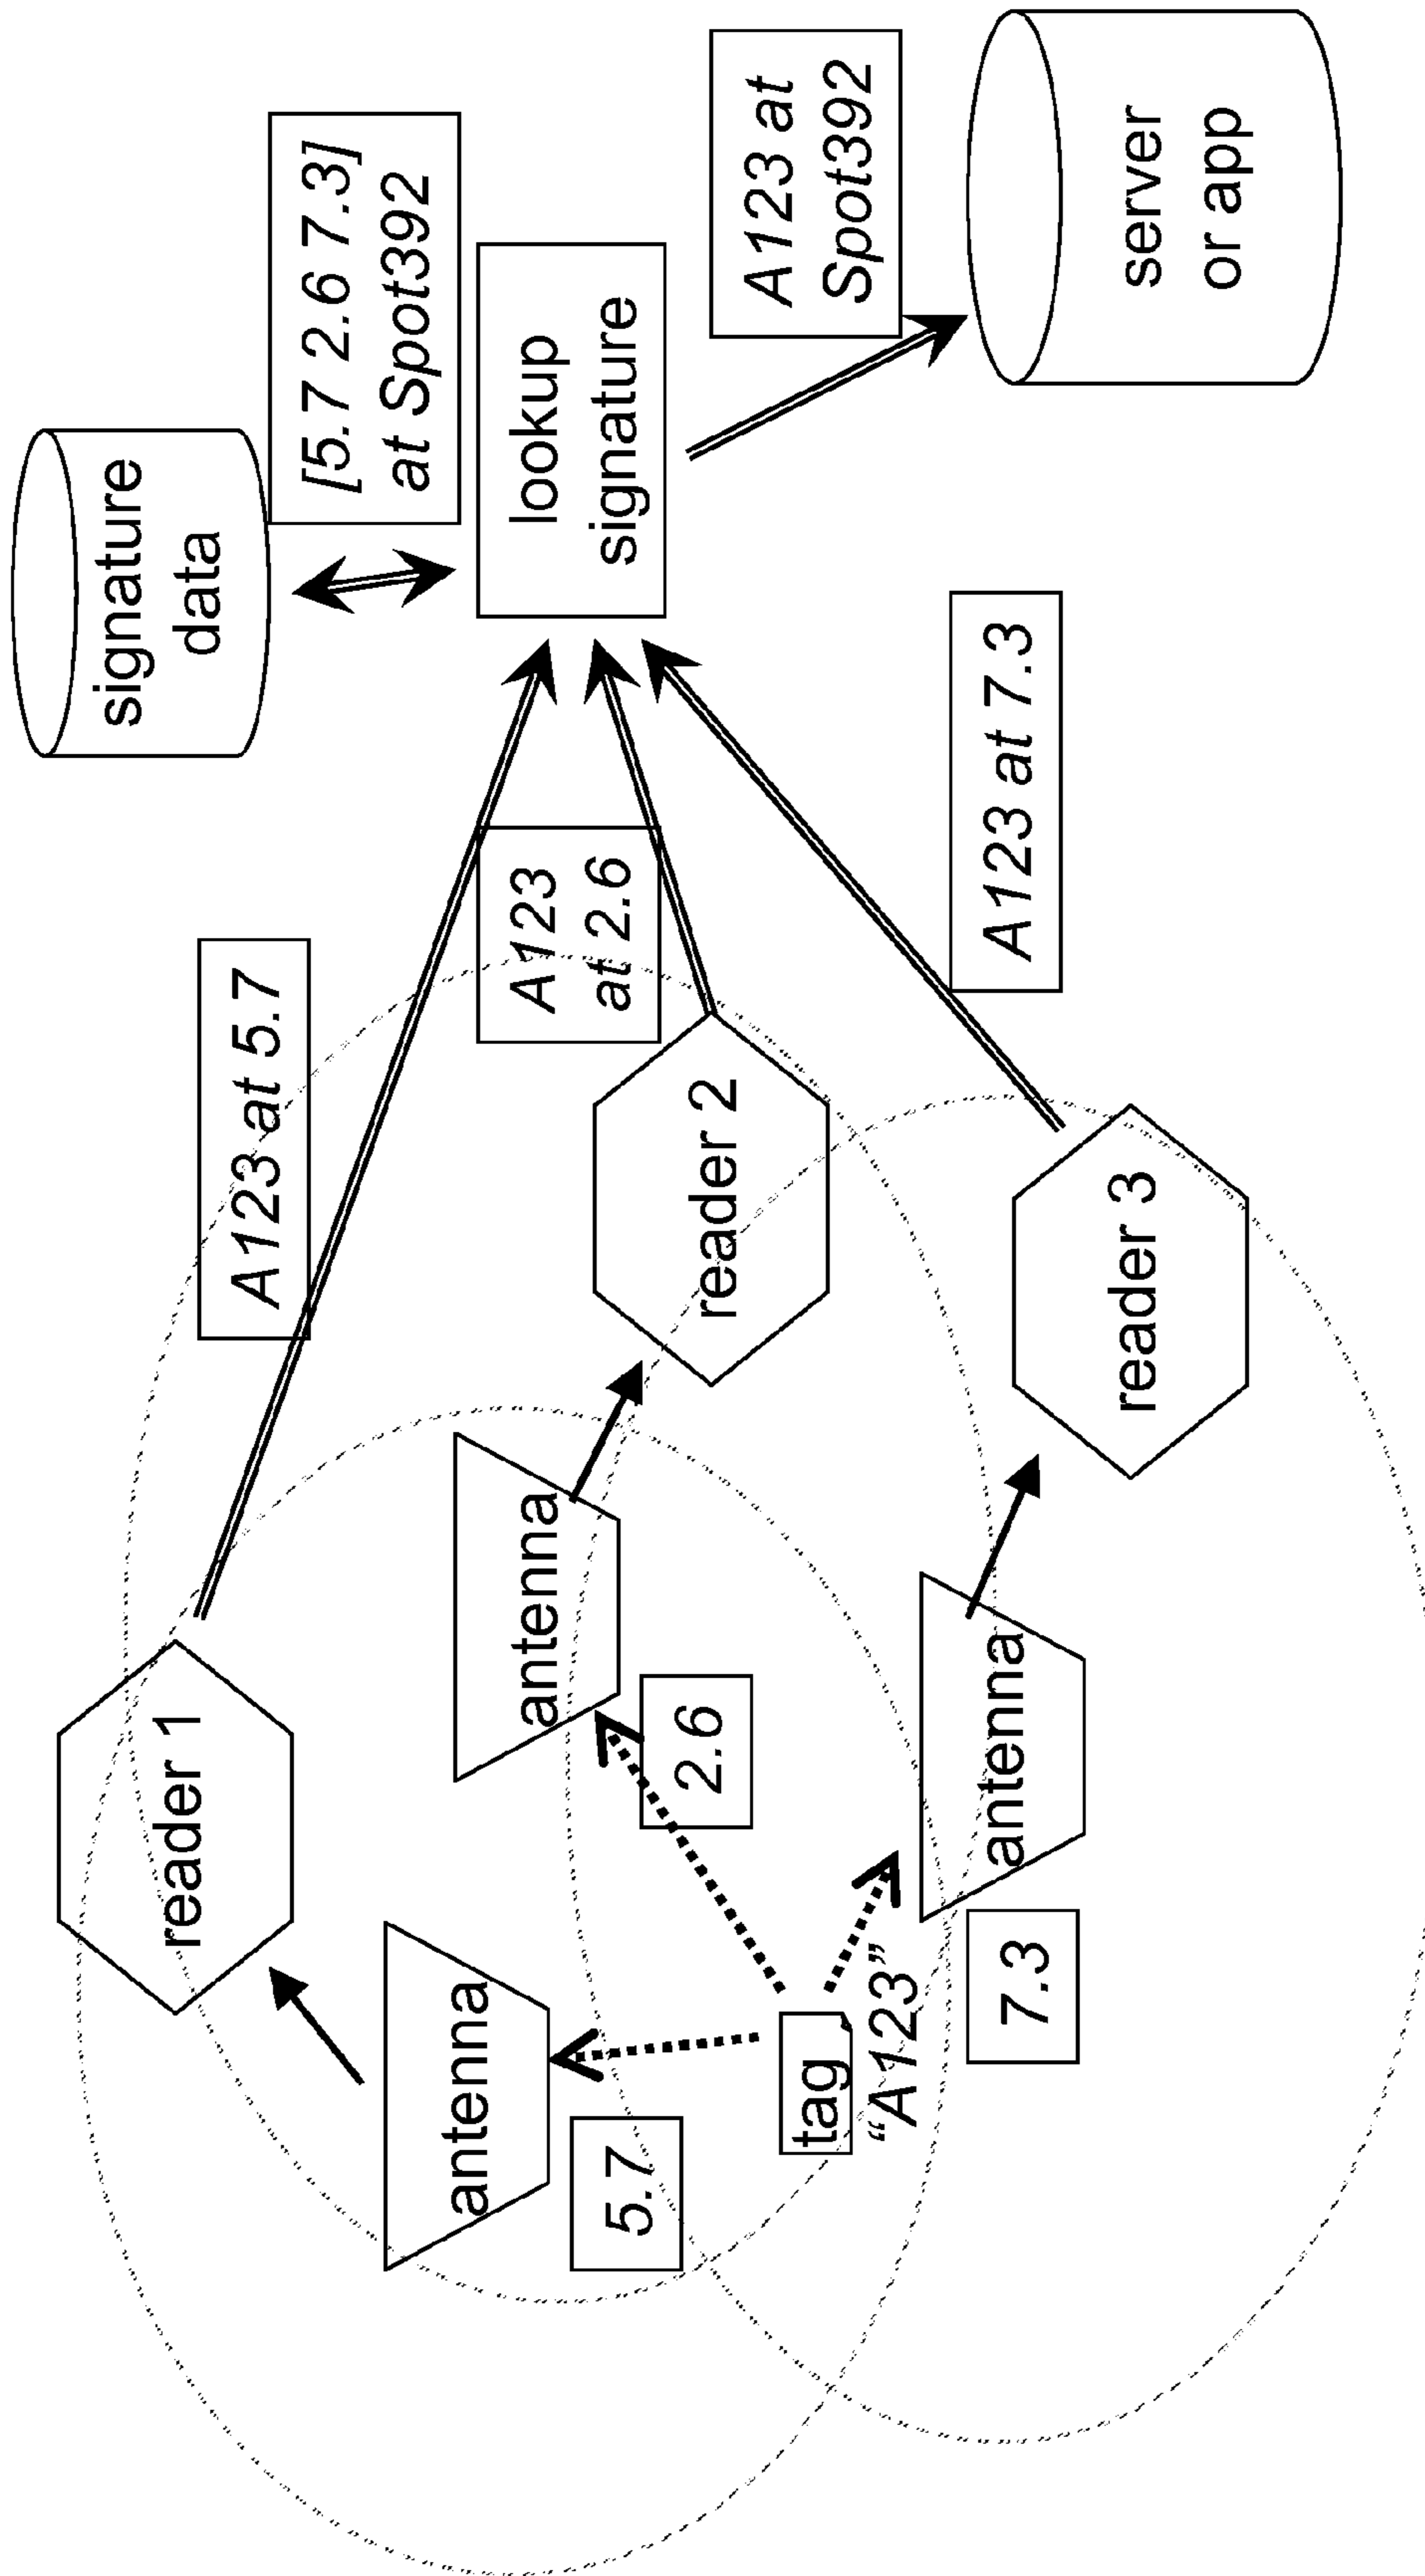 reader 1
antenna
5.7
tag
“A123”
antenna
2.6
antenna
7.3
reader 2
reader 3
A123 at 5.7
A123
at 2.6
A123 at 7.3
signature
data
[5.7 2.6 7.3]
at Spot392
lookup
signature
A123 at
Spot392
server
or app